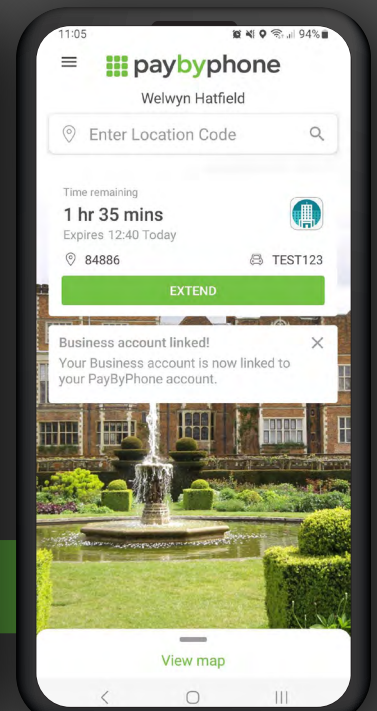 11:05 94%
paybyphone
Welwyn Hatfield
Enter Location Code
Time remaining
1 hr 35 mins
Expires 12:40 Today
84886 TEST123
EXTEND
Business account linked!
Your Business account is now linked to
your PayByPhone account.
View map